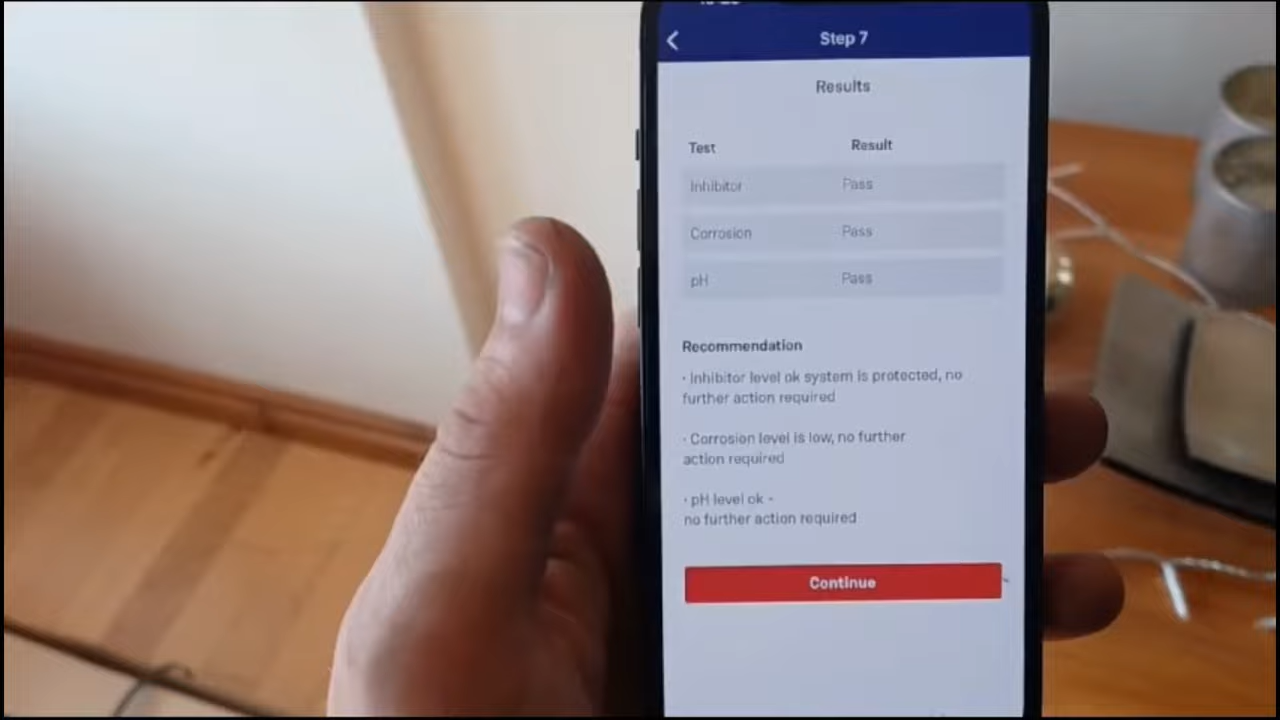 Step 7
Results
Test Result
Inhibitor Pass
Corrosion Pass
pH Pass
Recommendation
· Inhibitor level ok system is protected, no
further action required
· Corrosion level is low, no further
action required
· pH level ok -
no further action required
Continue